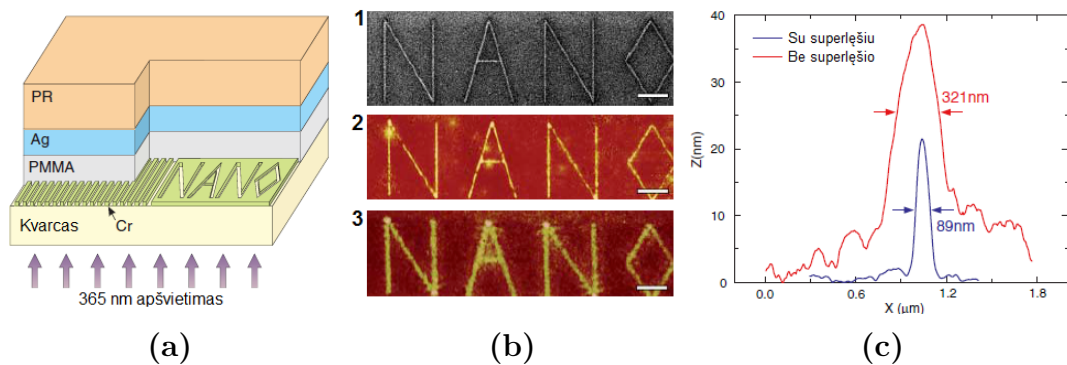 PR
Ag
PMMA
Kvarcas
Cr
365 nm apšvietimas
(a)
1
NANO
2
NANO
3
NANO
(b)
Z(nm)
40
30
20
10
0
Su superlęšiu
Be superlęšio
321nm
89nm
0.0
0.6
1.2
1.8
X (μm)
(c)
NANO